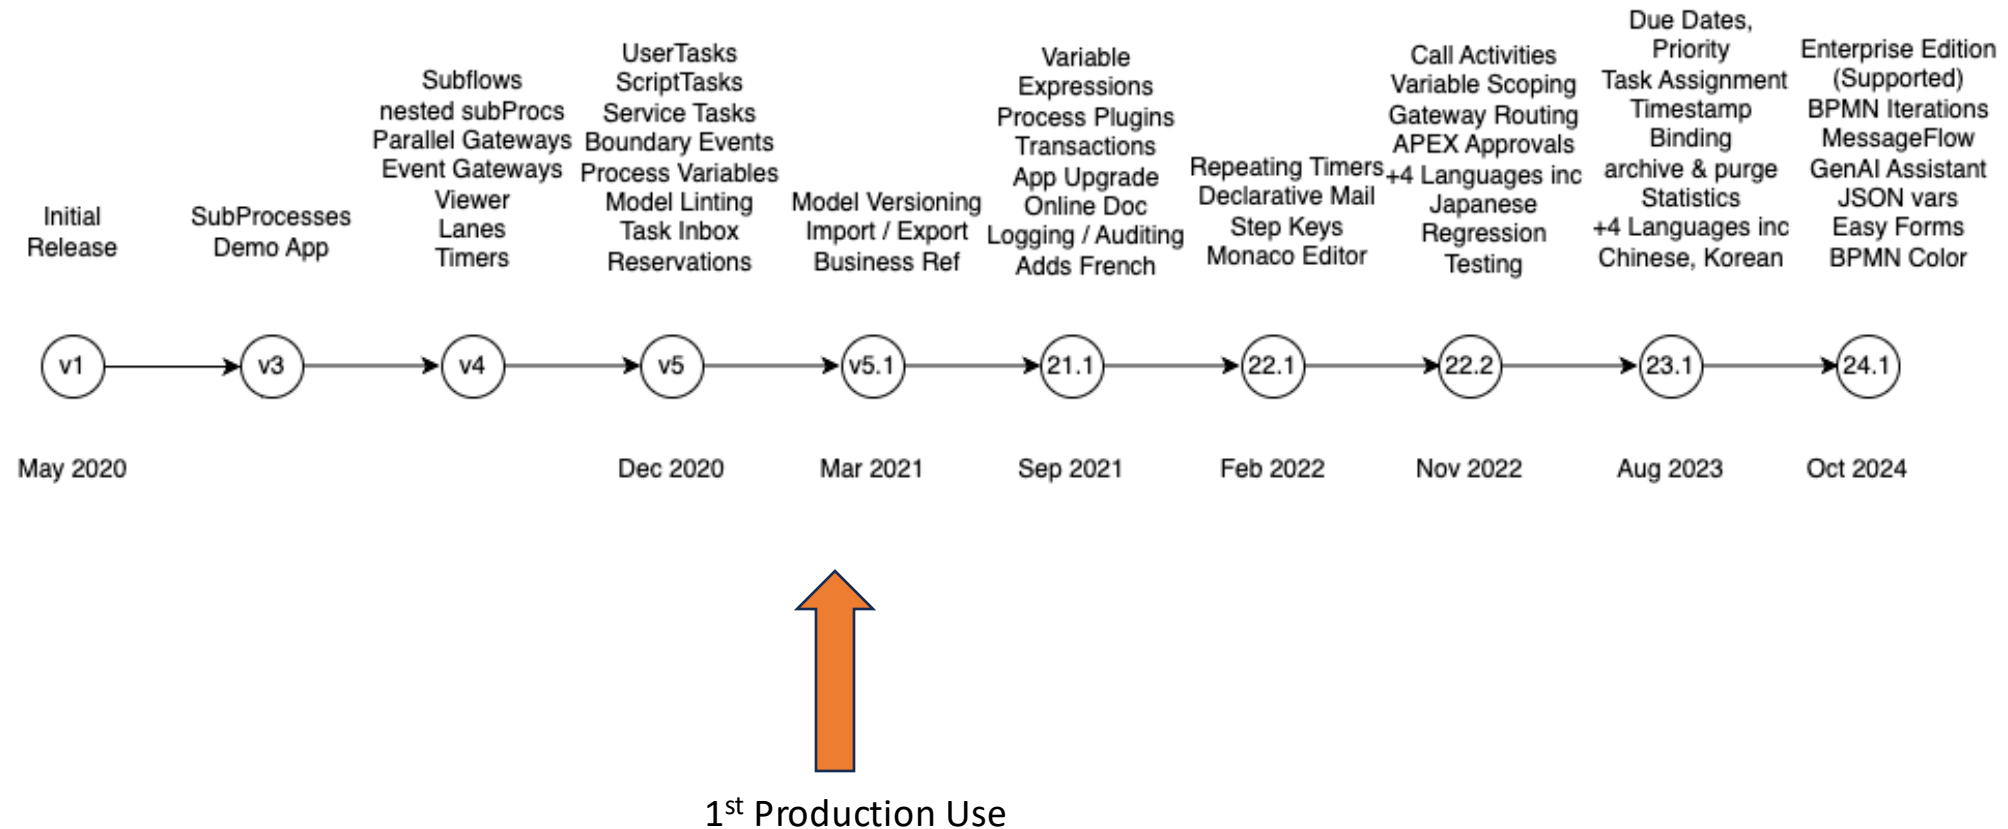 Initial
Release
SubProcesses
Demo App
Subflows
nested subProcs
Parallel Gateways
Event Gateways
Viewer
Lanes
Timers
UserTasks
ScriptTasks
Service Tasks
Boundary Events
Process Variables
Model Linting
Task Inbox
Reservations
Model Versioning
Import / Export
Business Ref
Variable
Expressions
Process Plugins
Transactions
App Upgrade
Online Doc
Logging / Auditing
Adds French
Repeating Timers
Declarative Mail
Step Keys
Monaco Editor
Call Activities
Variable Scoping
Gateway Routing
APEX Approvals
+4 Languages inc
Japanese
Regression
Testing
Due Dates,
Priority
Task Assignment
Timestamp
Binding
archive & purge
Statistics
+4 Languages inc
Chinese, Korean
Enterprise Edition
(Supported)
BPMN Iterations
MessageFlow
GenAI Assistant
JSON vars
Easy Forms
BPMN Color
v1
v3
v4
v5
v5.1
21.1
22.1
22.2
23.1
24.1
May 2020
Dec 2020
Mar 2021
Sep 2021
Feb 2022
Nov 2022
Aug 2023
Oct 2024
1st Production Use